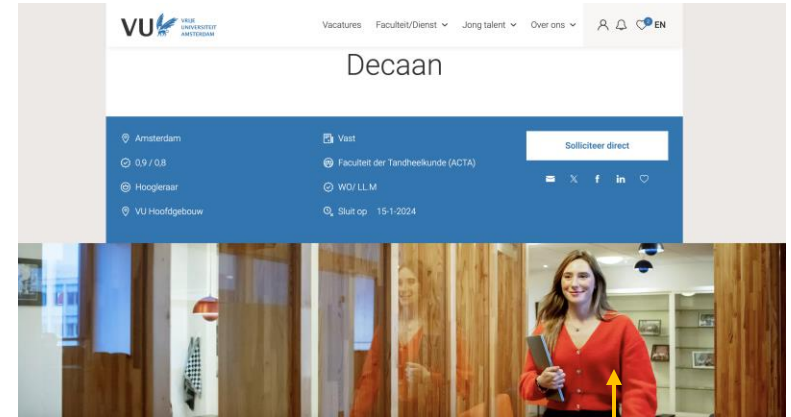 VU VRIJE UNIVERSITEIT AMSTERDAM
Vacatures Faculteit/Dienst Jong talent Over ons 0 EN
Decaan
Amsterdam
0,9 / 0,8
Hoogleraar
VU Hoofdgebouw
Vast
Faculteit der Tandheelkunde (ACTA)
WO/ LL.M
Sluit op 15-1-2024
Solliciteer direct